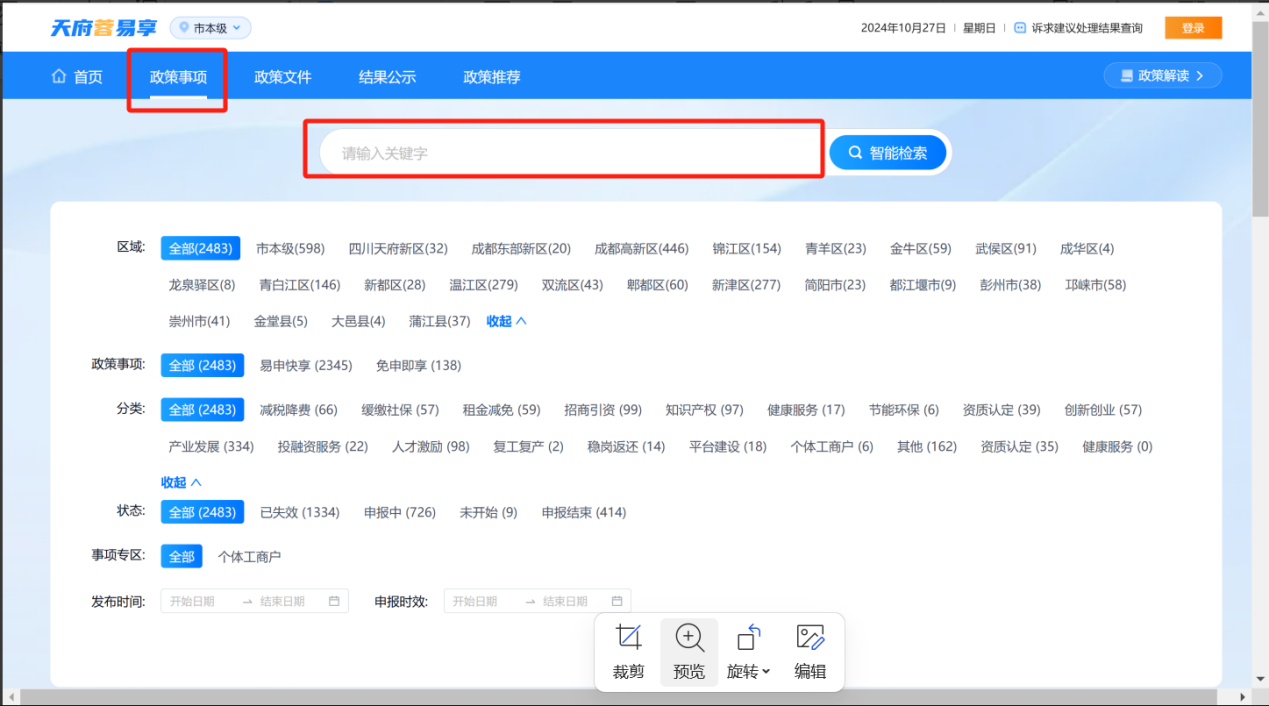 天府蓉易享 市本级 2024年10月27日 星期日 诉求建议处理结果查询 登录
首页 政策事项 政策文件 结果公示 政策推荐 政策解读
请输入关键字 智能检索
区域: 全部(2483) 市本级(598) 四川天府新区(32) 成都东部新区(20) 成都高新区(446) 锦江区(154) 青羊区(23) 金牛区(59) 武侯区(91) 成华区(4)
龙泉驿区(8) 青白江区(146) 新都区(28) 温江区(279) 双流区(43) 郫都区(60) 新津区(277) 简阳市(23) 都江堰市(9) 彭州市(38) 邛崃市(58)
崇州市(41) 金堂县(5) 大邑县(4) 蒲江县(37) 收起
政策事项: 全部 (2483) 易申快享 (2345) 免申即享 (138)
分类: 全部 (2483) 减税降费 (66) 缓缴社保 (57) 租金减免 (59) 招商引资 (99) 知识产权 (97) 健康服务 (17) 节能环保 (6) 资质认定 (39) 创新创业 (57)
产业发展 (334) 投融资服务 (22) 人才激励 (98) 复工复产 (2) 稳岗返还 (14) 平台建设 (18) 个体工商户 (6) 其他 (162) 资质认定 (35) 健康服务 (0)
收起
状态: 全部 (2483) 已失效 (1334) 申报中 (726) 未开始 (9) 申报结束 (414)
事项专区: 全部 个体工商户
发布时间: 开始日期 → 结束日期 申报时效: 开始日期 → 结束日期
裁剪 预览 旋转 编辑